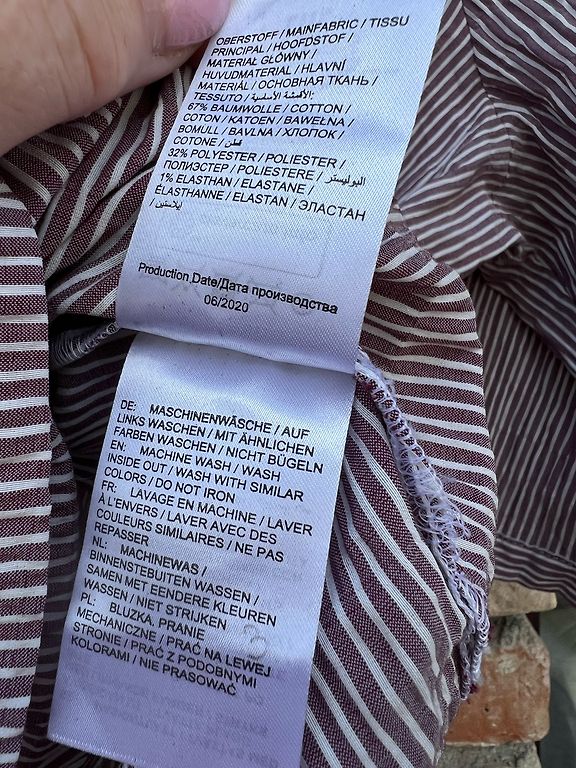 OBERSTOFF / MAINFABRIC / TISSU
PRINCIPAL / HOOFDSTOF /
MATERIAŁ GŁÓWNY /
HUVUDMATERIAL / HLAVNÍ
MATERIÁL / ОСНОВНАЯ ТКАНЬ /
TESSUTO / الأقمشة الأساسية:
67% BAUMWOLLE / COTTON /
COTON / KATOEN / BAWEŁNA /
BOMULL / BAVLNA / ХЛОПОК /
COTONE / قطن
32% POLYESTER / POLIESTER /
ПОЛИЭСТЕР / POLIESTERE / البوليستر
1% ELASTHAN / ELASTANE /
ÉLASTHANNE / ELASTAN / ЭЛАСТАН
/ إيلاستين
Production Date/Дата производства
06/2020
DE: MASCHINENWÄSCHE / AUF
LINKS WASCHEN / MIT ÄHNLICHEN
FARBEN WASCHEN / NICHT BÜGELN
EN: MACHINE WASH / WASH
INSIDE OUT / WASH WITH SIMILAR
COLORS / DO NOT IRON
FR: LAVAGE EN MACHINE / LAVER
À L'ENVERS / LAVER AVEC DES
COULEURS SIMILAIRES / NE PAS
REPASSER
NL: MACHINEWAS /
BINNENSTEBUITEN WASSEN /
SAMEN MET EENDERE KLEUREN
WASSEN / NIET STRIJKEN
PL: BLUZKA. PRANIE
MECHANICZNE / PRAĆ NA LEWEJ
STRONIE / PRAĆ Z PODOBNYMI
KOLORAMI / NIE PRASOWAĆ